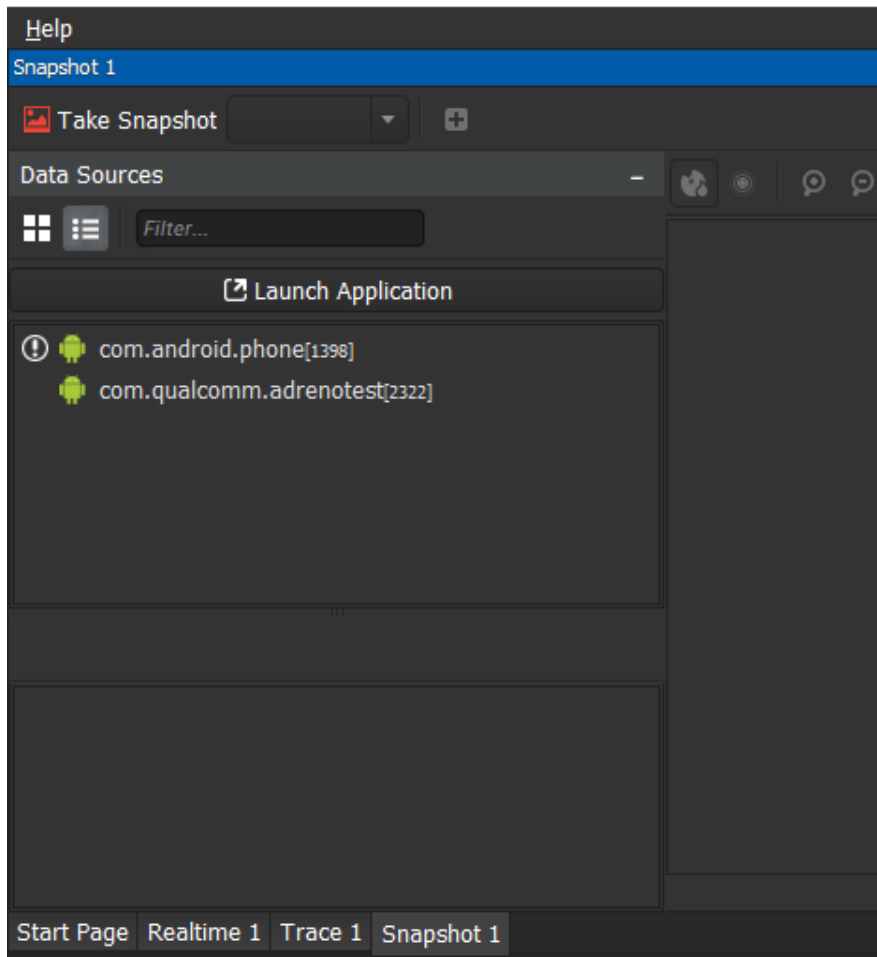 Help
Snapshot 1
Take Snapshot
Data Sources
Filter...
Launch Application
com.android.phone[1398]
com.qualcomm.adrenotest[2322]
Start Page Realtime 1 Trace 1 Snapshot 1